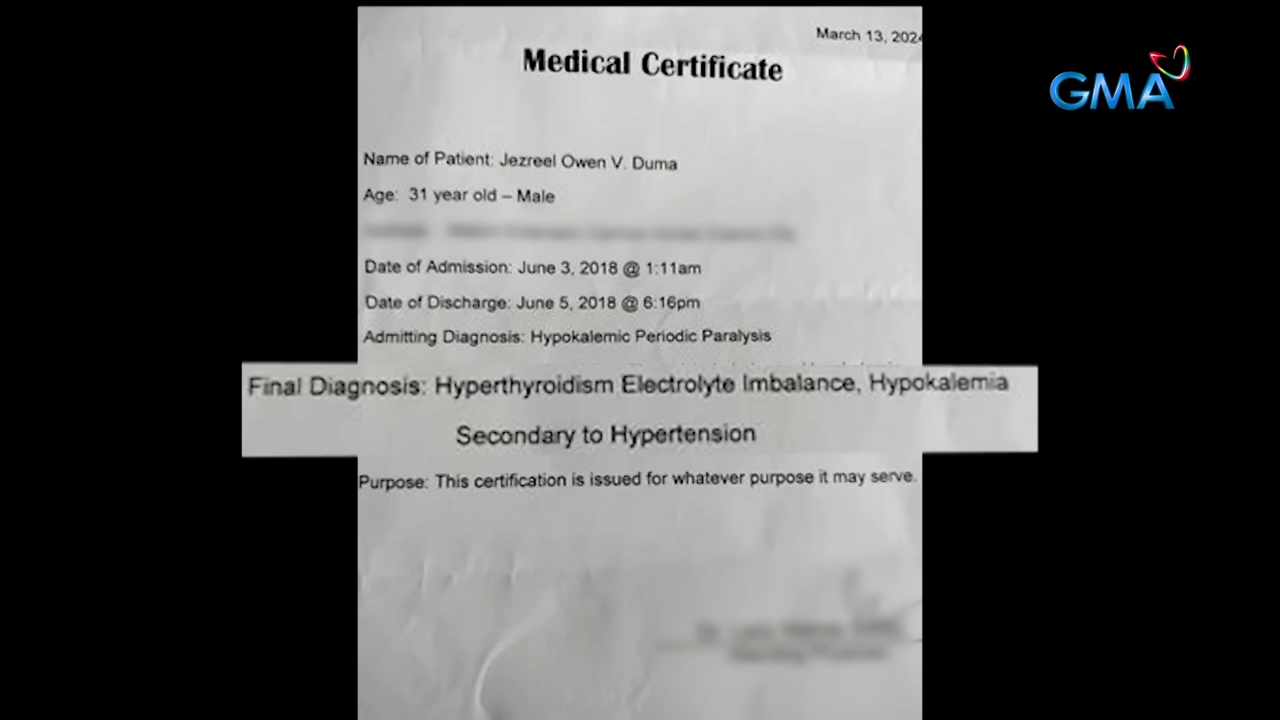 March 13, 2024
GMA
Medical Certificate
Name of Patient: Jezreel Owen V. Duma
Age: 31 year old – Male
Date of Admission: June 3, 2018 @ 1:11am
Date of Discharge: June 5, 2018 @ 6:16pm
Admitting Diagnosis: Hypokalemic Periodic Paralysis
Final Diagnosis: Hyperthyroidism Electrolyte Imbalance, Hypokalemia
Secondary to Hypertension
Purpose: This certification is issued for whatever purpose it may serve.